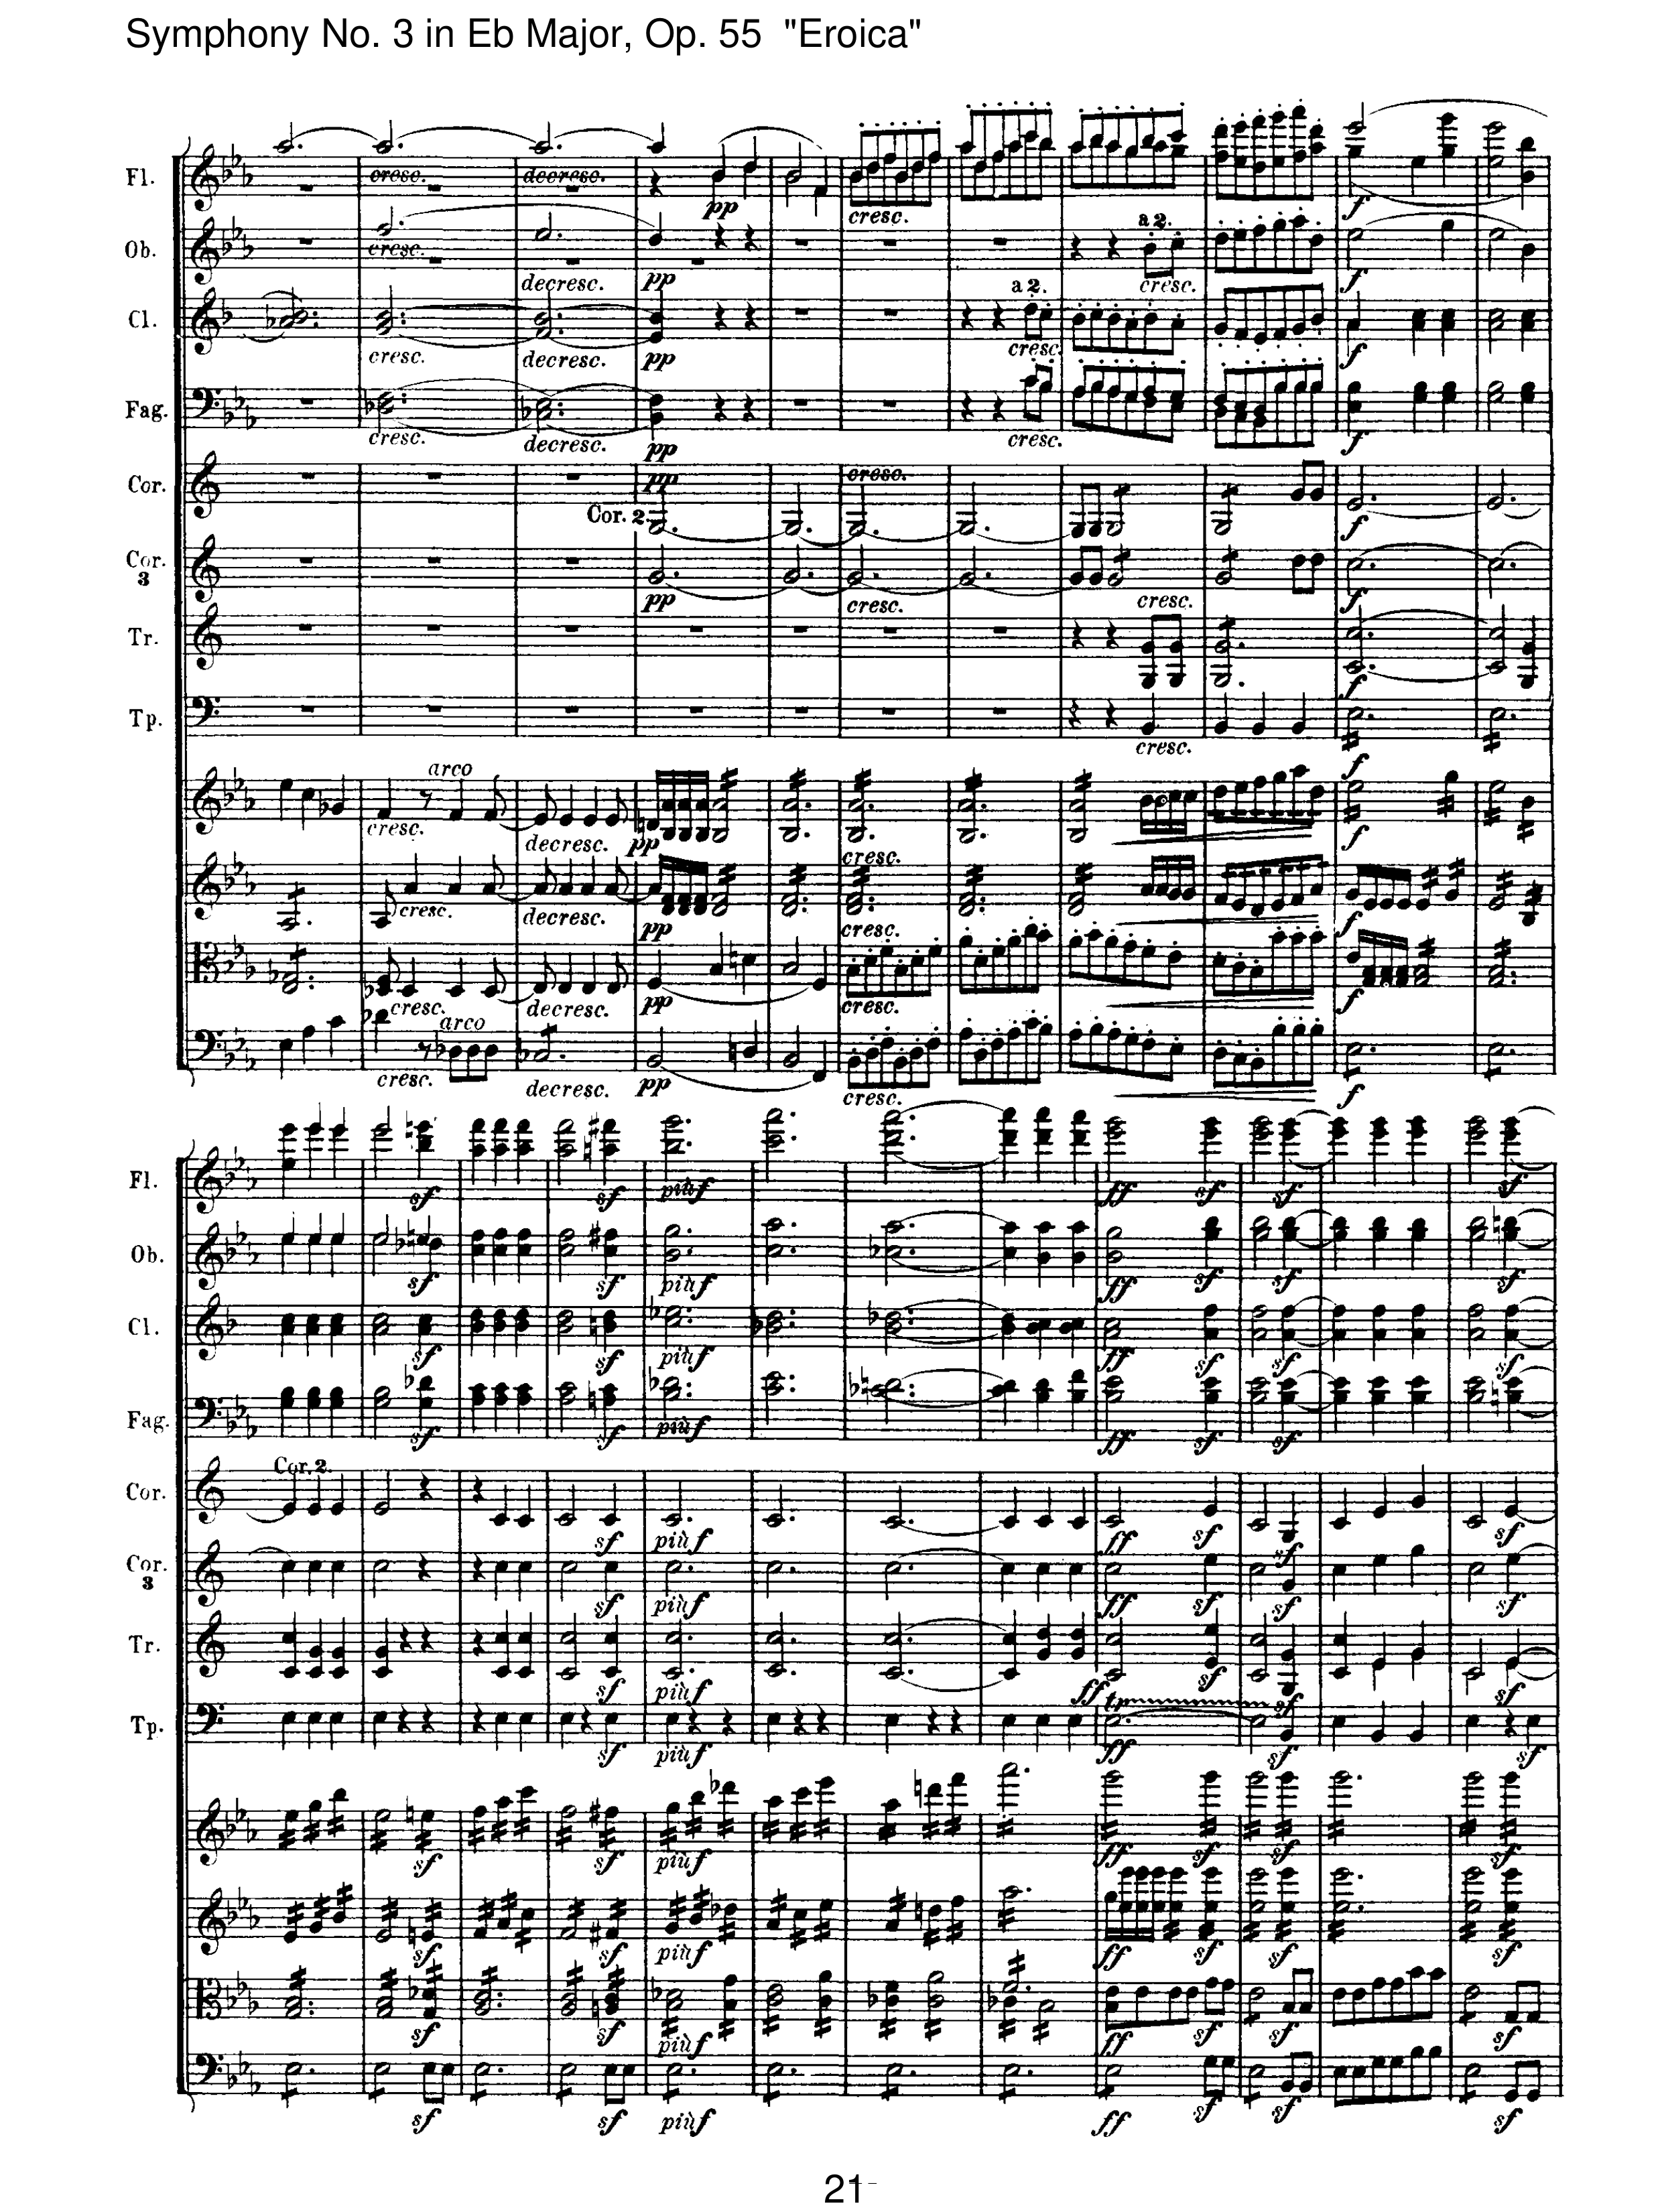 Symphony No. 3 in Eb Major, Op. 55 "Eroica"
Fl. cresc. decresc. pp cresc. f
Ob. cresc. decresc. pp a 2. cresc. f
Cl. cresc. decresc. pp a 2. cresc. f
Fag. cresc. decresc. pp cresc. f
Cor. Cor. 2. pp cresc. f
Cor. 3 pp cresc. f
Tr. cresc. f
Tp. cresc. f
cresc. arco decresc. pp cresc. f
cresc. decresc. pp cresc. f
cresc. decresc. pp cresc. f
cresc. arco decresc. pp cresc. f
Fl. sf sf più f ff sf sf sf
Ob. sf sf più f ff sf sf sf
Cl. sf sf più f ff sf sf sf
Fag. sf sf più f ff sf sf
Cor. Cor. 2. sf più f ff sf sf sf
Cor. 3 sf più f ff sf sf sf
Tr. sf più f ff sf sf sf
Tp. sf più f ff tr sf sf
sf sf più f ff sf sf sf
sf sf più f ff sf sf sf
sf sf più f ff sf sf sf
sf sf più f ff sf sf sf
21